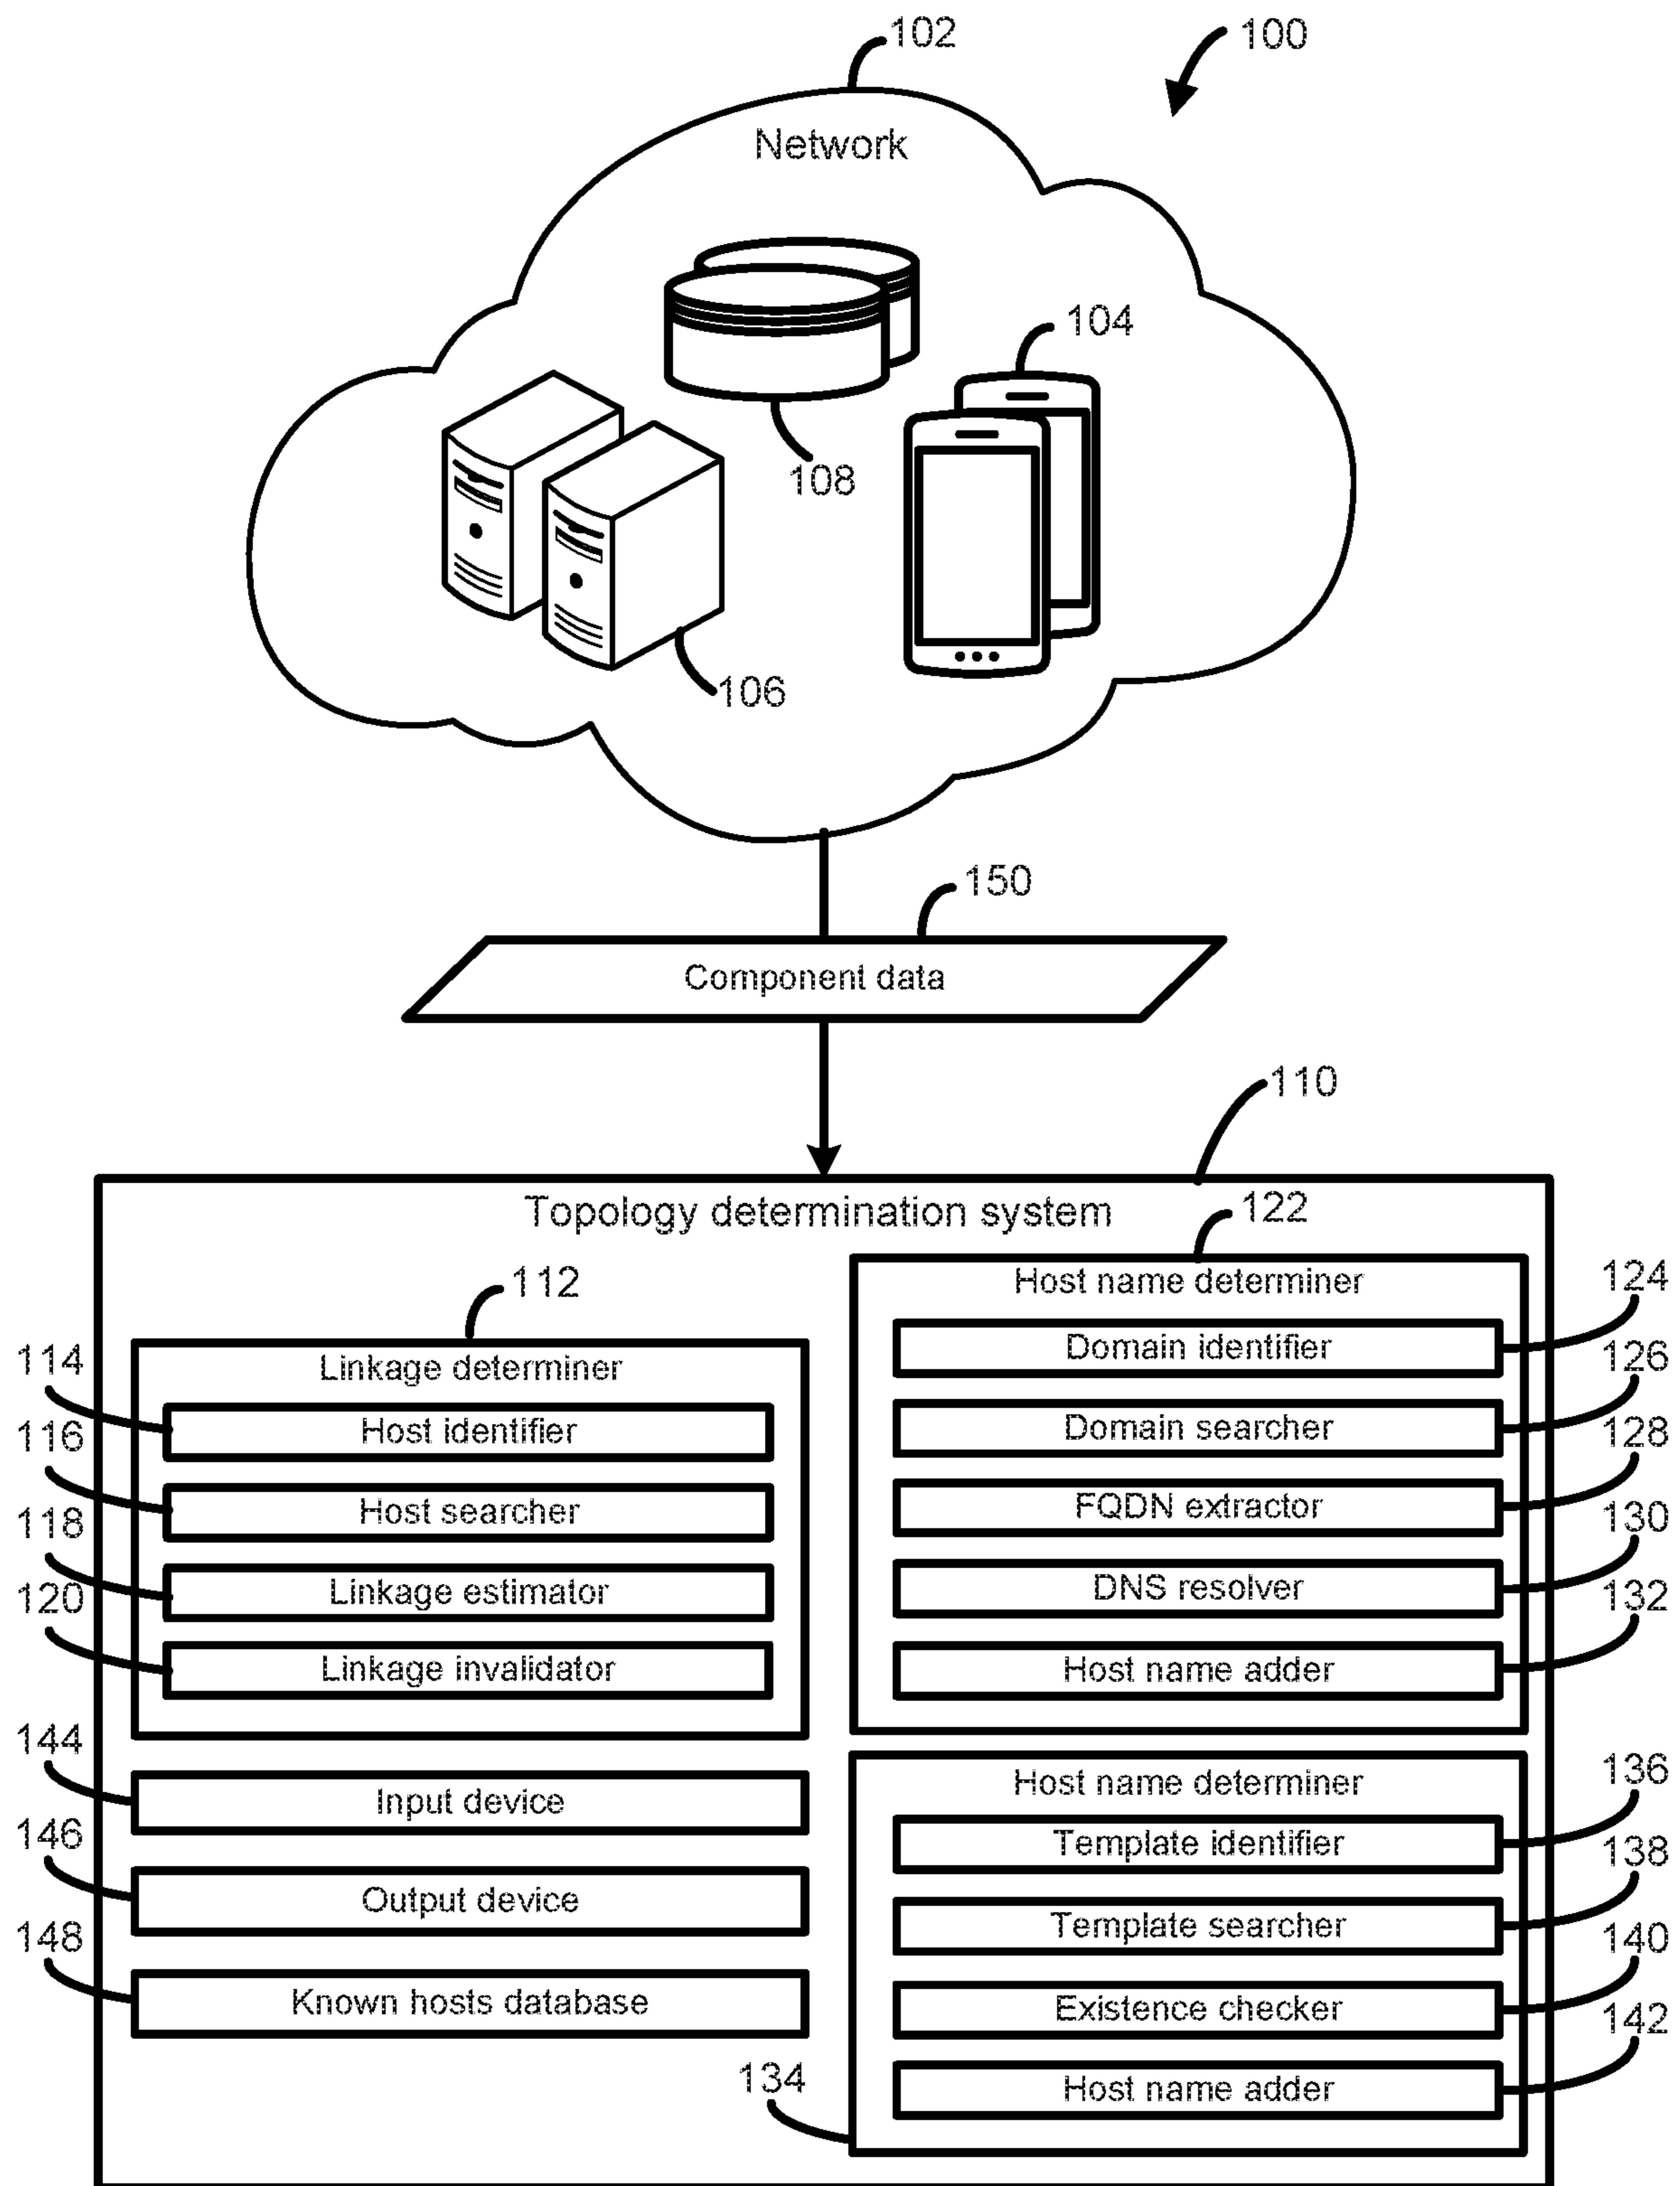 102
100
Network
104
108
106
150
Component data
110
Topology determination system
122
112
Host name determiner
124
Linkage determiner
Domain identifier
126
114
Host identifier
Domain searcher
128
116
Host searcher
FQDN extractor
130
118
Linkage estimator
DNS resolver
132
120
Linkage invalidator
Host name adder
144
Input device
Host name determiner
136
Template identifier
146
138
Output device
Template searcher
148
140
Known hosts database
Existence checker
142
134
Host name adder